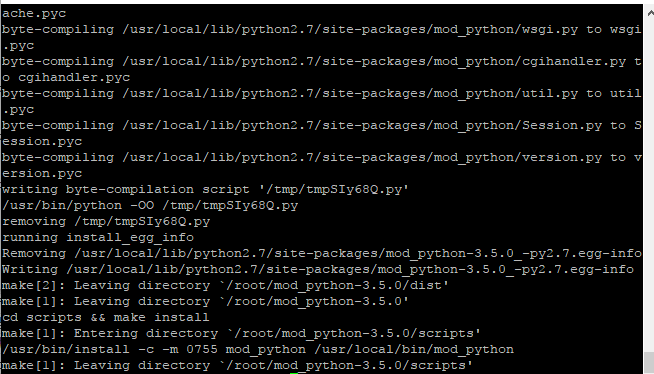 ache.pyc
byte-compiling /usr/local/lib/python2.7/site-packages/mod_python/wsgi.py to wsgi
.pyc
byte-compiling /usr/local/lib/python2.7/site-packages/mod_python/cgihandler.py t
o cgihandler.pyc
byte-compiling /usr/local/lib/python2.7/site-packages/mod_python/util.py to util
.pyc
byte-compiling /usr/local/lib/python2.7/site-packages/mod_python/Session.py to S
ession.pyc
byte-compiling /usr/local/lib/python2.7/site-packages/mod_python/version.py to v
ersion.pyc
writing byte-compilation script '/tmp/tmpSIy68Q.py'
/usr/bin/python -OO /tmp/tmpSIy68Q.py
removing /tmp/tmpSIy68Q.py
running install_egg_info
Removing /usr/local/lib/python2.7/site-packages/mod_python-3.5.0_-py2.7.egg-info
Writing /usr/local/lib/python2.7/site-packages/mod_python-3.5.0_-py2.7.egg-info
make[2]: Leaving directory `/root/mod_python-3.5.0/dist'
make[1]: Leaving directory `/root/mod_python-3.5.0'
cd scripts && make install
make[1]: Entering directory `/root/mod_python-3.5.0/scripts'
/usr/bin/install -c -m 0755 mod_python /usr/local/bin/mod_python
make[1]: Leaving directory `/root/mod_python-3.5.0/scripts'